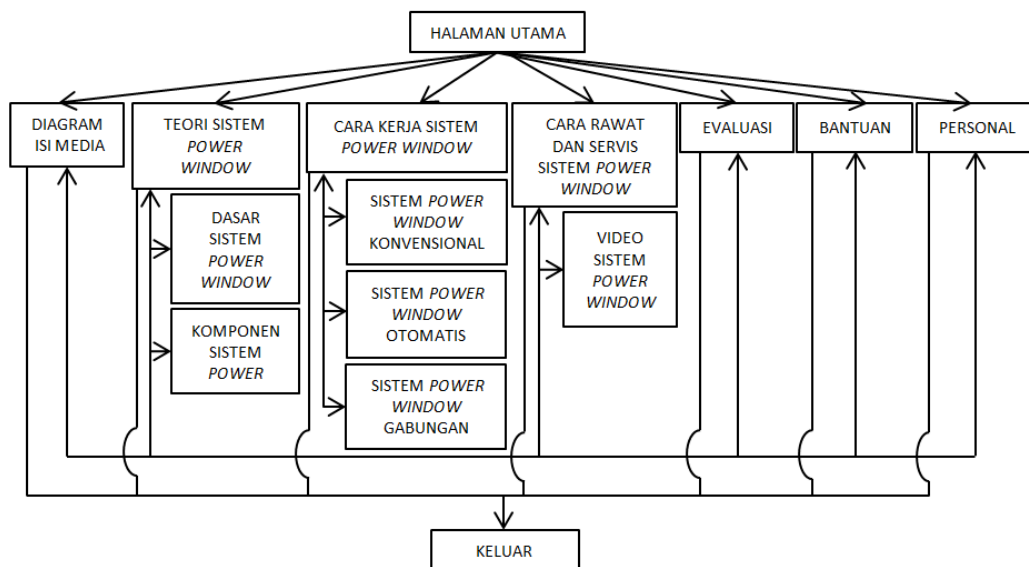 HALAMAN UTAMA
DIAGRAM
ISI MEDIA
TEORI SISTEM
POWER
WINDOW
CARA KERJA SISTEM
POWER WINDOW
CARA RAWAT
DAN SERVIS
SISTEM POWER
WINDOW
EVALUASI
BANTUAN
PERSONAL
DASAR
SISTEM
POWER
WINDOW
KOMPONEN
SISTEM
POWER
SISTEM POWER
WINDOW
KONVENSIONAL
SISTEM POWER
WINDOW
OTOMATIS
SISTEM POWER
WINDOW
GABUNGAN
VIDEO
SISTEM
POWER
WINDOW
KELUAR